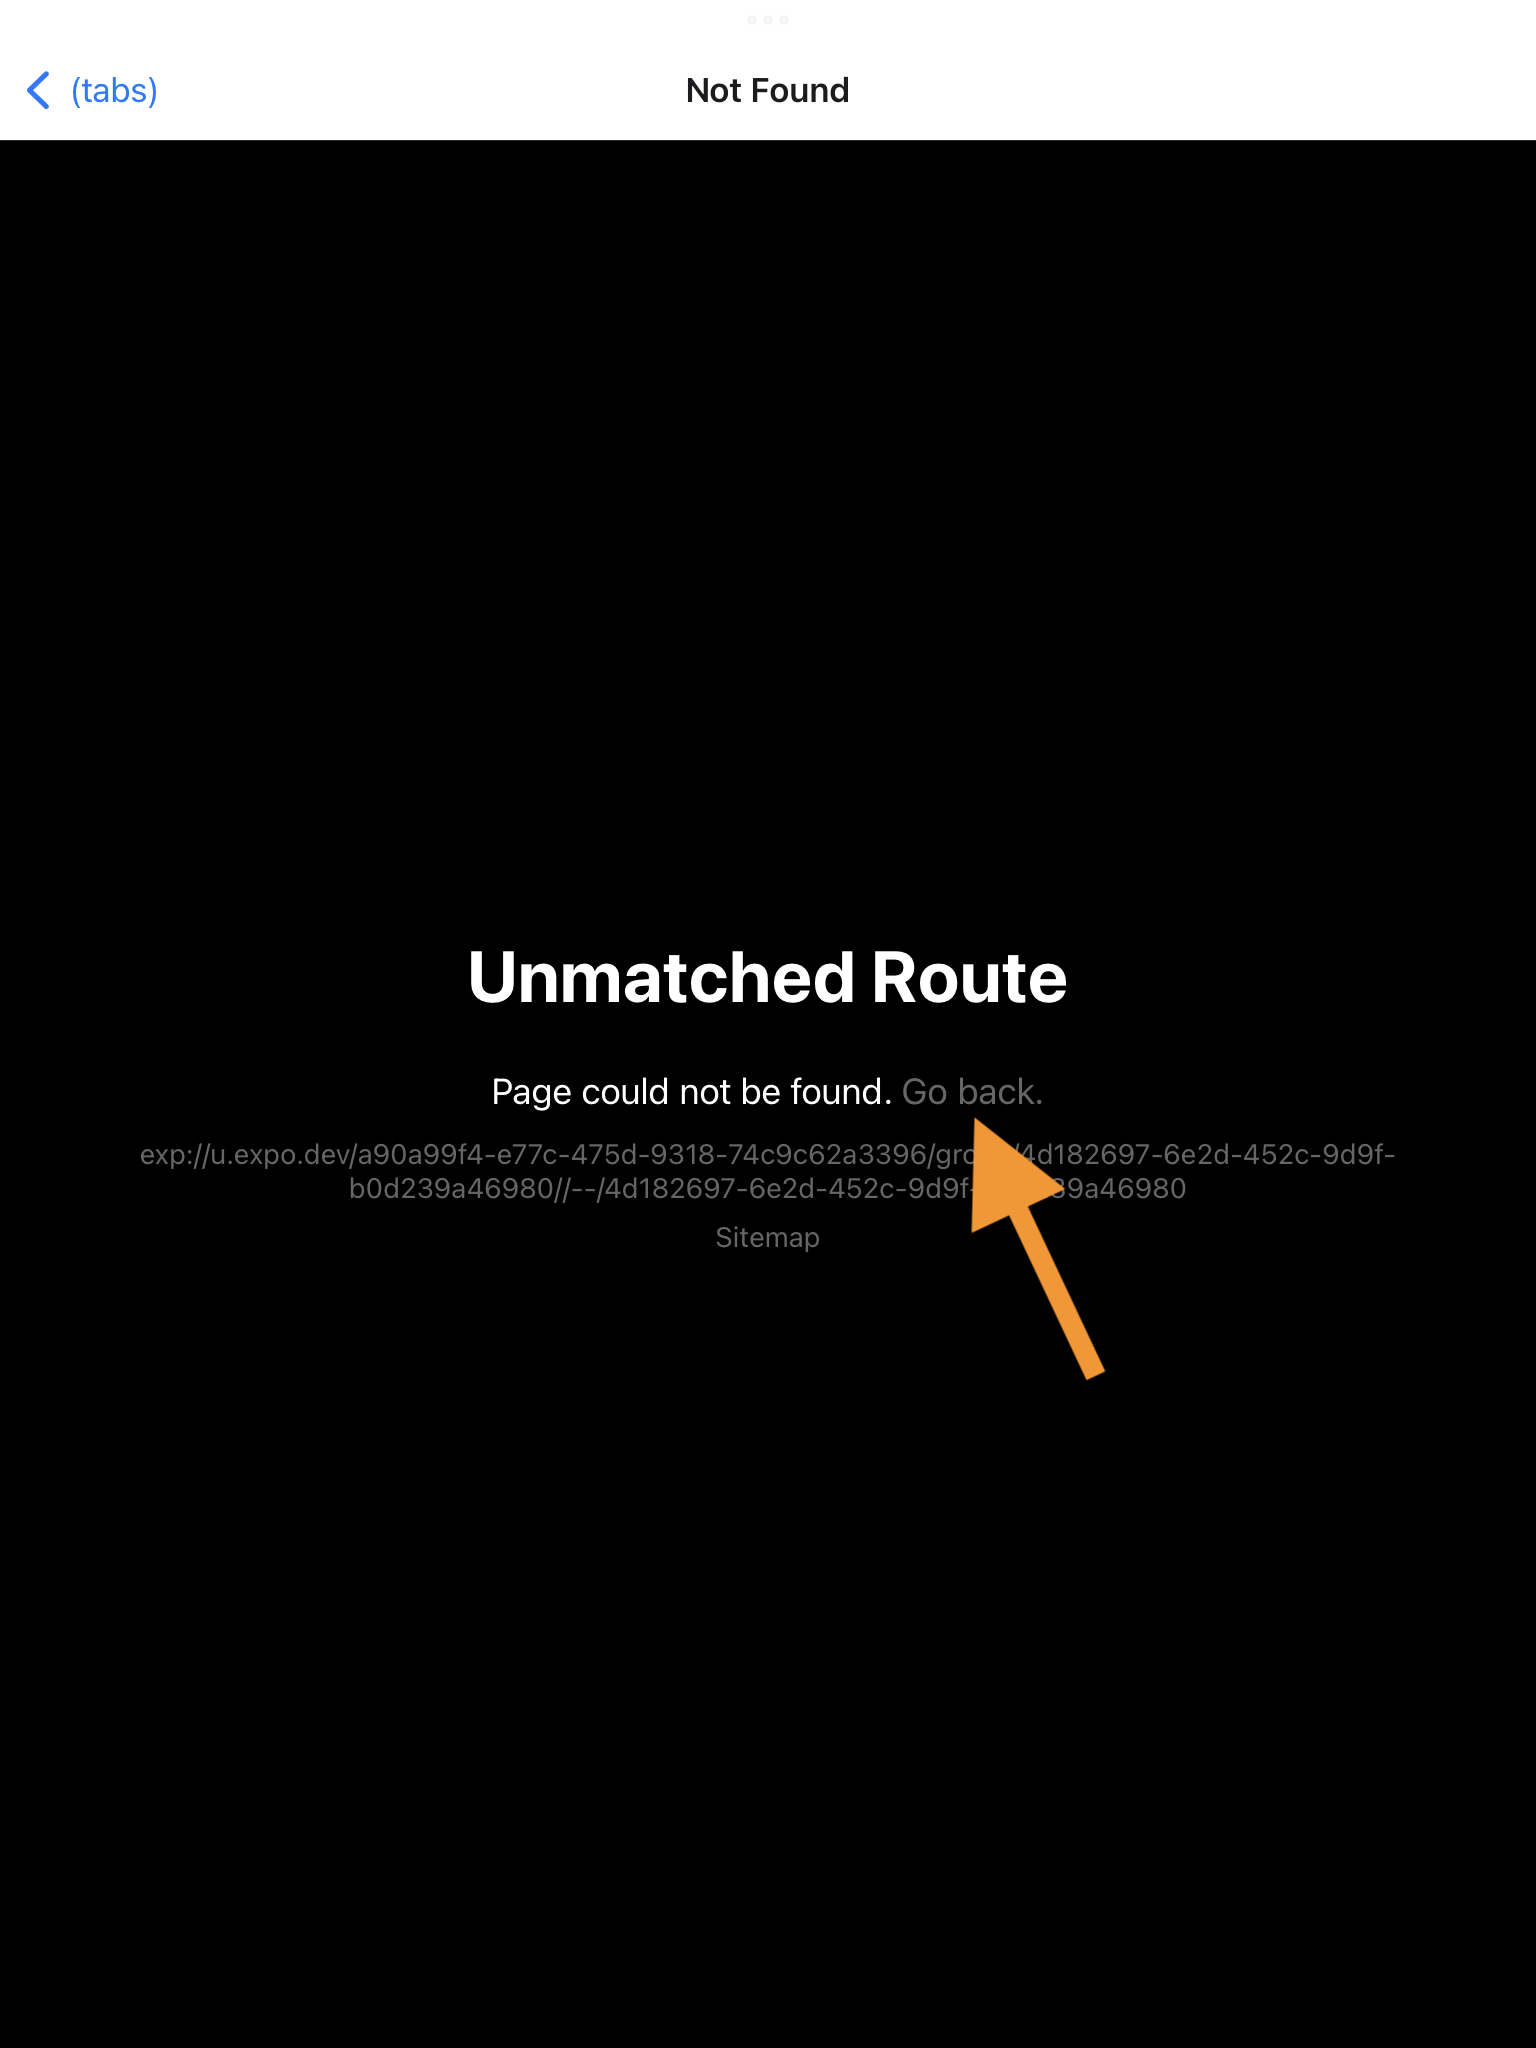 (tabs)
Not Found
Unmatched Route
Page could not be found. Go back.
exp://u.expo.dev/a90a99f4-e77c-475d-9318-74c9c62a3396/gro /4d182697-6e2d-452c-9d9f-
b0d239a46980//--/4d182697-6e2d-452c-9d9f- 39a46980
Sitemap